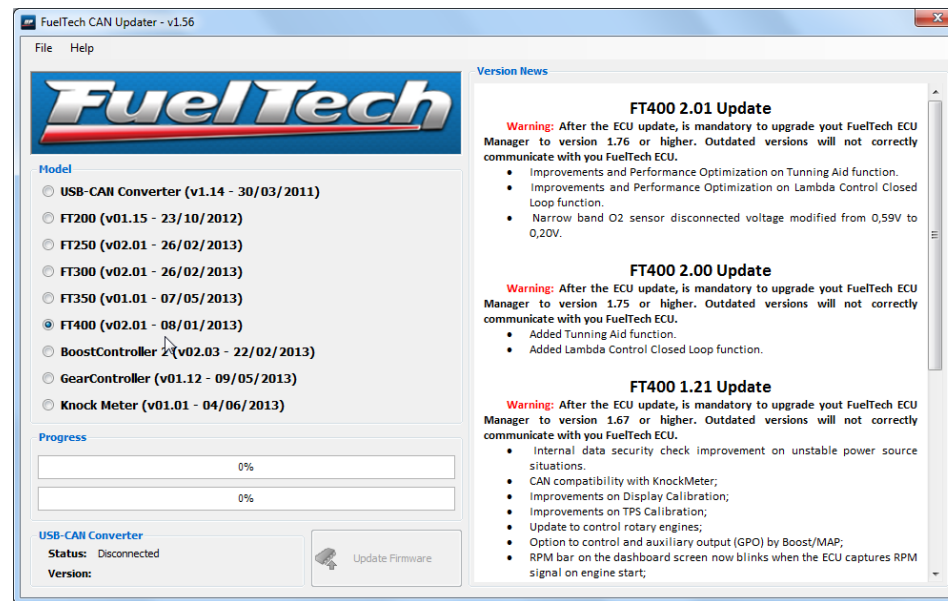 FuelTech CAN Updater - v1.56
File Help
FuelTech
Model
USB-CAN Converter (v1.14 - 30/03/2011)
FT200 (v01.15 - 23/10/2012)
FT250 (v02.01 - 26/02/2013)
FT300 (v02.01 - 26/02/2013)
FT350 (v01.01 - 07/05/2013)
FT400 (v02.01 - 08/01/2013)
BoostController 2 (v02.03 - 22/02/2013)
GearController (v01.12 - 09/05/2013)
Knock Meter (v01.01 - 04/06/2013)
Progress
0%
0%
USB-CAN Converter
Status: Disconnected
Version:
Update Firmware
Version News
FT400 2.01 Update
Warning: After the ECU update, is mandatory to upgrade yout FuelTech ECU
Manager to version 1.76 or higher. Outdated versions will not correctly
communicate with you FuelTech ECU.
• Improvements and Performance Optimization on Tunning Aid function.
• Improvements and Performance Optimization on Lambda Control Closed
Loop function.
• Narrow band O2 sensor disconnected voltage modified from 0,59V to
0,20V.
FT400 2.00 Update
Warning: After the ECU update, is mandatory to upgrade yout FuelTech ECU
Manager to version 1.75 or higher. Outdated versions will not correctly
communicate with you FuelTech ECU.
• Added Tunning Aid function.
• Added Lambda Control Closed Loop function.
FT400 1.21 Update
Warning: After the ECU update, is mandatory to upgrade yout FuelTech ECU
Manager to version 1.67 or higher. Outdated versions will not correctly
communicate with you FuelTech ECU.
• Internal data security check improvement on unstable power source
situations.
• CAN compatibility with KnockMeter;
• Improvements on Display Calibration;
• Improvements on TPS Calibration;
• Update to control rotary engines;
• Option to control and auxiliary output (GPO) by Boost/MAP;
• RPM bar on the dashboard screen now blinks when the ECU captures RPM
signal on engine start;